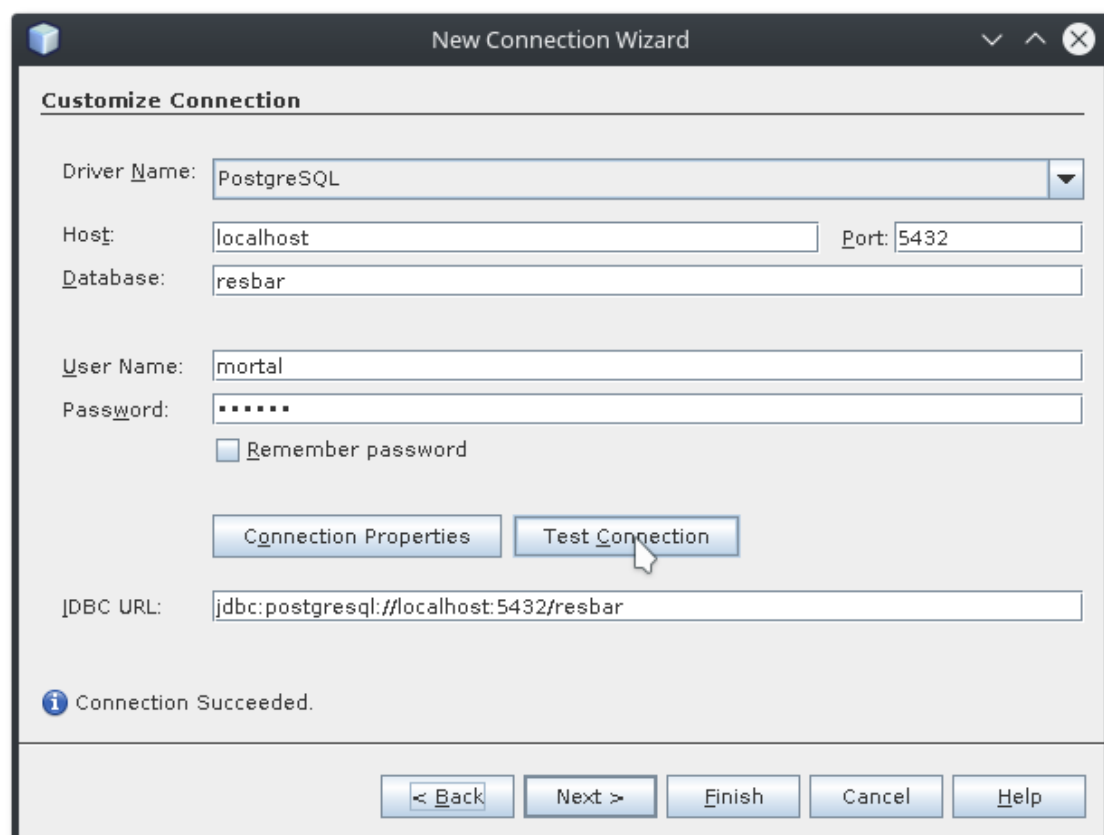 New Connection Wizard
Customize Connection
Driver Name: PostgreSQL
Host: localhost Port: 5432
Database: resbar
User Name: mortal
Password: ••••••
Remember password
Connection Properties Test Connection
JDBC URL: jdbc:postgresql://localhost:5432/resbar
Connection Succeeded.
< Back Next > Finish Cancel Help